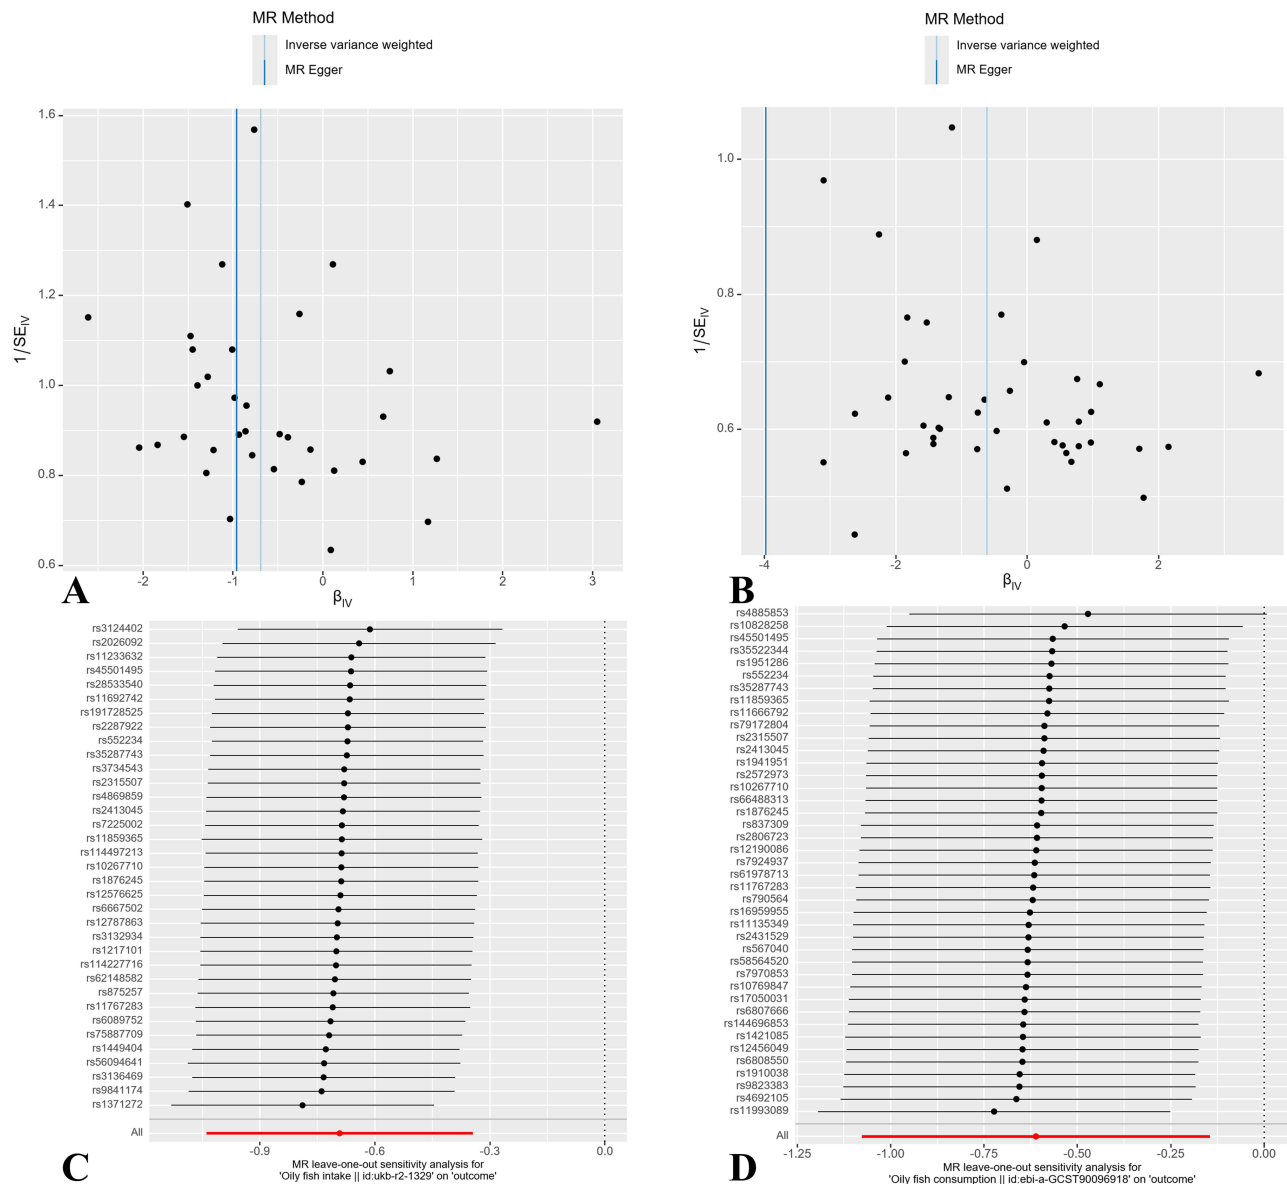 MR Method
Inverse variance weighted
MR Egger
1.6
1.4
1.2
1.0
0.8
0.6
1/SE_IV
-2
-1
0
1
2
3
β_IV
A
MR Method
Inverse variance weighted
MR Egger
1.0
0.8
0.6
1/SE_IV
-4
-2
0
2
β_IV
B
rs3124402
rs2026092
rs11233632
rs45501495
rs28533540
rs11692742
rs191728525
rs2287922
rs552234
rs35287743
rs3734543
rs2315507
rs4869859
rs2413045
rs7225002
rs11859365
rs114497213
rs10267710
rs1876245
rs12576625
rs6667502
rs12787863
rs3132934
rs1217101
rs114227716
rs62148582
rs875257
rs11767283
rs6089752
rs75887709
rs1449404
rs56094641
rs3136469
rs9841174
rs1371272
All
-0.9
-0.6
-0.3
0.0
MR leave-one-out sensitivity analysis for
'Oily fish intake || id:ukb-r2-1329' on 'outcome'
C
rs4885853
rs10828258
rs45501495
rs35522344
rs1951286
rs552234
rs35287743
rs11859365
rs11666792
rs79172804
rs2315507
rs2413045
rs1941951
rs2572973
rs10267710
rs66488313
rs1876245
rs837309
rs2806723
rs12190086
rs7924937
rs61978713
rs11767283
rs790564
rs16959955
rs11135349
rs2431529
rs567040
rs58564520
rs7970853
rs10769847
rs17050031
rs6807666
rs144696853
rs1421085
rs12456049
rs6808550
rs1910038
rs9823383
rs4692105
rs11993089
All
-1.25
-1.00
-0.75
-0.50
-0.25
0.00
MR leave-one-out sensitivity analysis for
'Oily fish consumption || id:ebi-a-GCST90096918' on 'outcome'
D